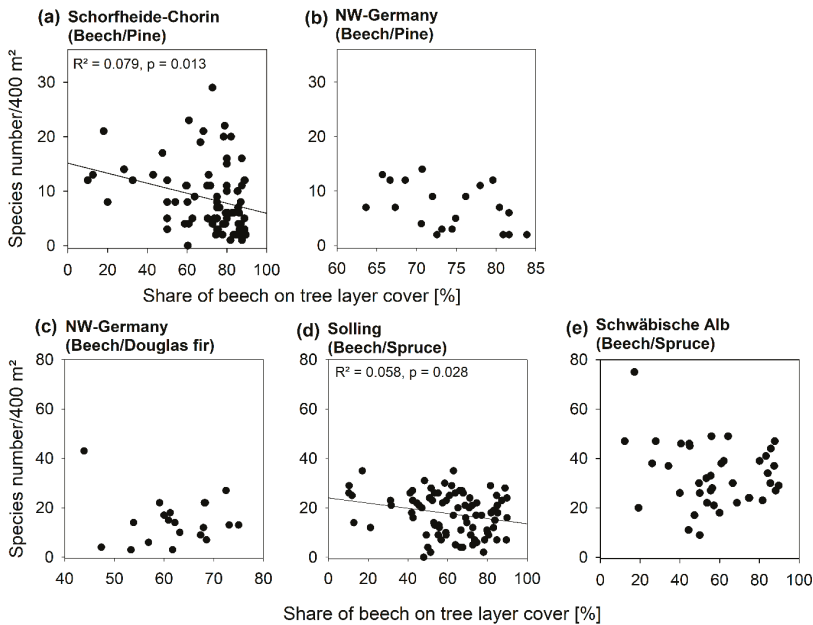 (a) Schorfheide-Chorin
(Beech/Pine)
(b) NW-Germany
(Beech/Pine)
R² = 0.079, p = 0.013
Species number/400 m²
30
20
10
0
0 20 40 60 80 100
30
20
10
0
60 65 70 75 80 85
Share of beech on tree layer cover [%]
(c) NW-Germany
(Beech/Douglas fir)
(d) Solling
(Beech/Spruce)
(e) Schwäbische Alb
(Beech/Spruce)
R² = 0.058, p = 0.028
Species number/400 m²
80
60
40
20
0
40 50 60 70 80
80
60
40
20
0
0 20 40 60 80 100
80
60
40
20
0
0 20 40 60 80 100
Share of beech on tree layer cover [%]